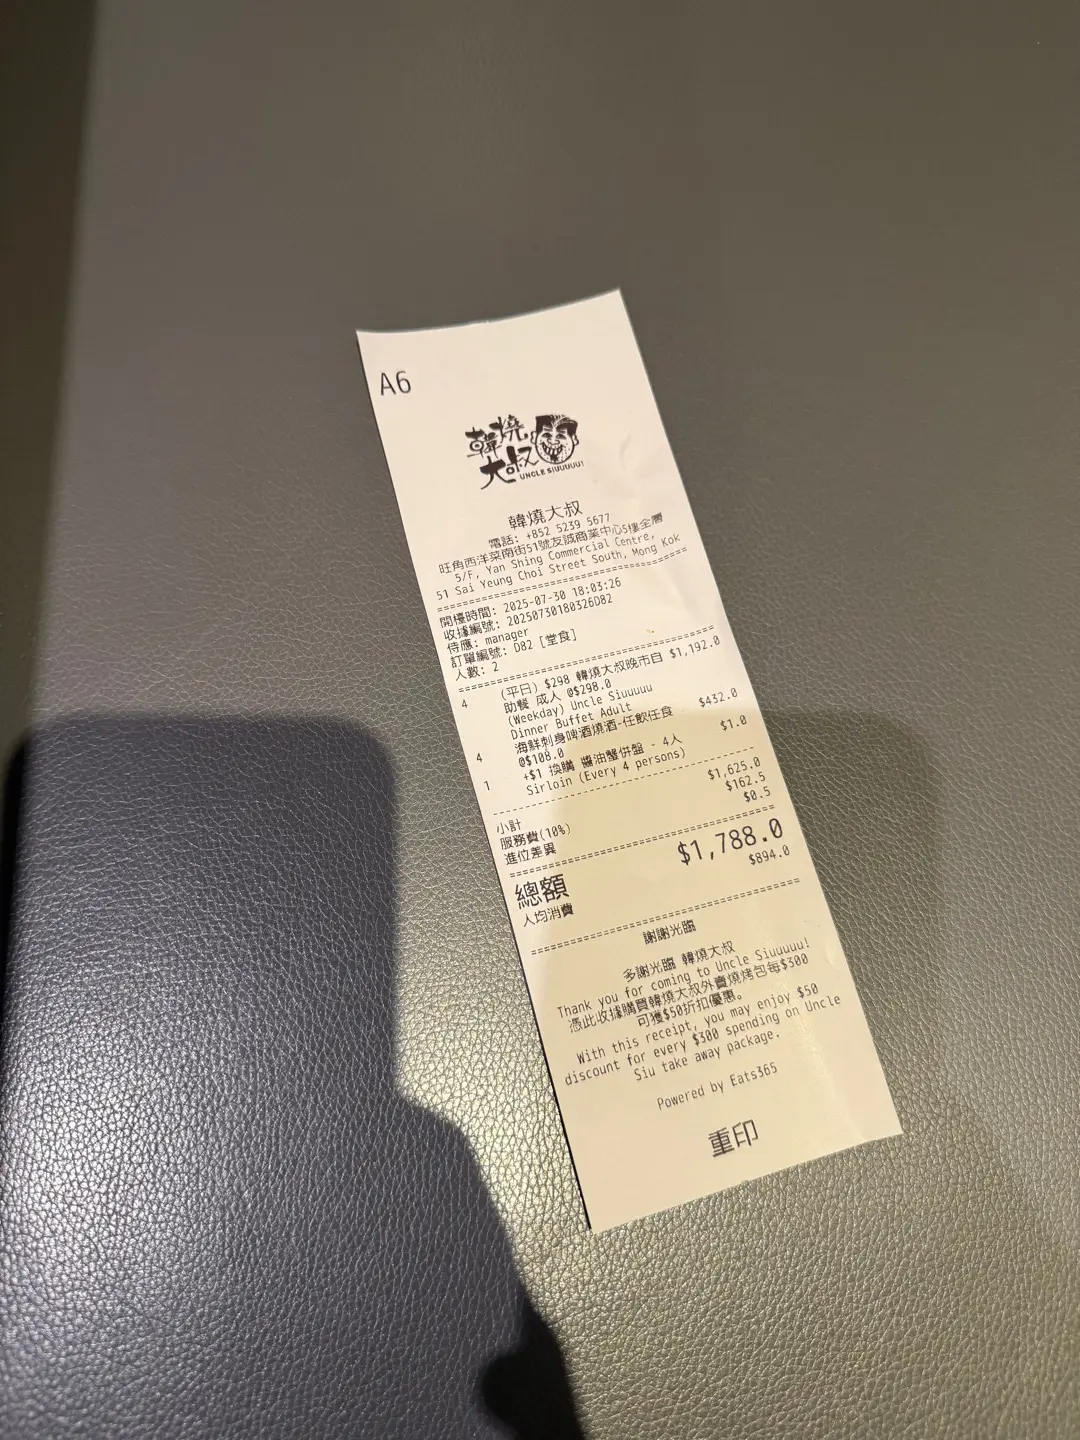 A6
韓燒
大叔
UNCLE SIUUUUU!
韓燒大叔
電話: +852 5239 5677
旺角西洋菜南街51號友誠商業中心5樓全層
5/F, Yan Shing Commercial Centre,
51 Sai Yeung Choi Street South, Mong Kok
開檯時間: 2025-07-30 18:03:26
收據編號: 20250730180326D82
侍應: manager
訂單編號: D82 [堂食]
人數: 2
4 (平日) $298 韓燒大叔晚市自 $1,192.0
助餐 成人 @$298.0
(Weekday) Uncle Siuuuuu
Dinner Buffet Adult
4 海鮮刺身啤酒燒酒-任飲任食 $432.0
@$108.0
1 +$1 換購 醬油蟹併盤 - 4人 $1.0
Sirloin (Every 4 persons)
小計 $1,625.0
服務費(10%) $162.5
進位差異 $0.5
總額 $1,788.0
人均消費 $894.0
謝謝光臨
多謝光臨 韓燒大叔
Thank you for coming to Uncle Siuuuuu!
憑此收據購買韓燒大叔外賣燒烤包每$300
可獲$50折扣優惠。
With this receipt, you may enjoy $50
discount for every $300 spending on Uncle
Siu take away package.
Powered by Eats365
重印